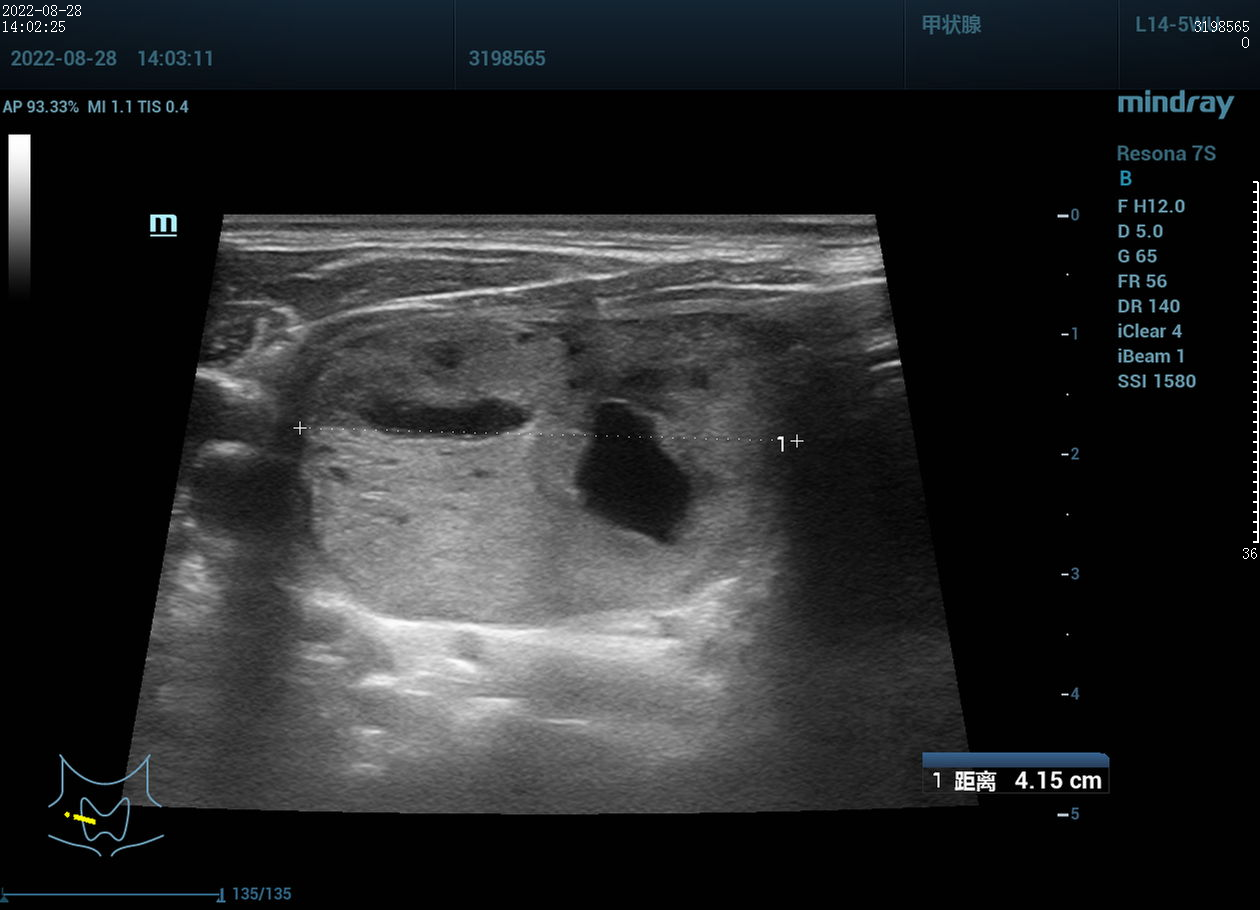 2022-08-28
14:02:25
2022-08-28 14:03:11
3198565
甲状腺
3198565
0
AP 93.33% MI 1.1 TIS 0.4
mindray
Resona 7S
B
F H12.0
D 5.0
G 65
FR 56
DR 140
iClear 4
iBeam 1
SSI 1580
m
0
1
2
3
4
5
1
36
1 距离 4.15 cm
135/135